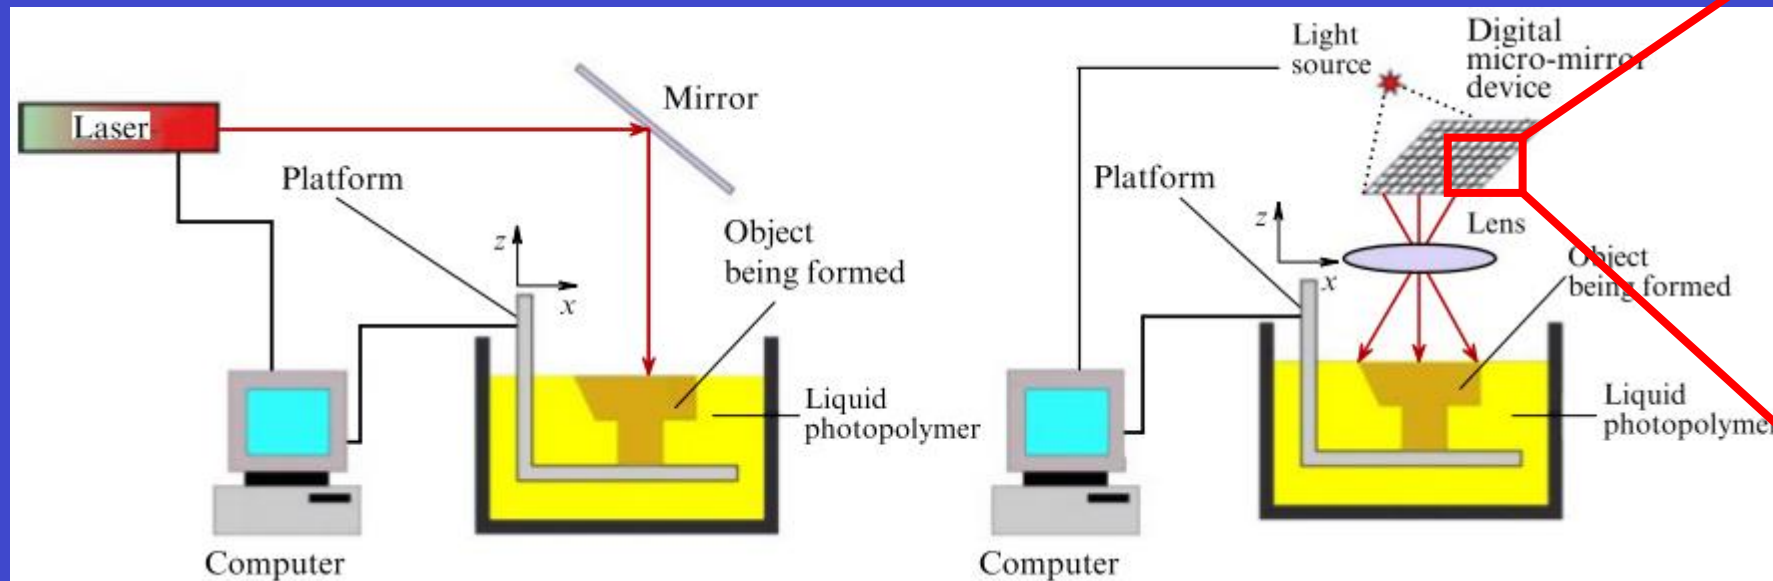 Laser
Mirror
Platform
z
x
Object
being formed
Liquid
photopolymer
Computer
Light
source
Digital
micro-mirror
device
Platform
z
x
Lens
Object
being formed
Liquid
photopolymer
Computer